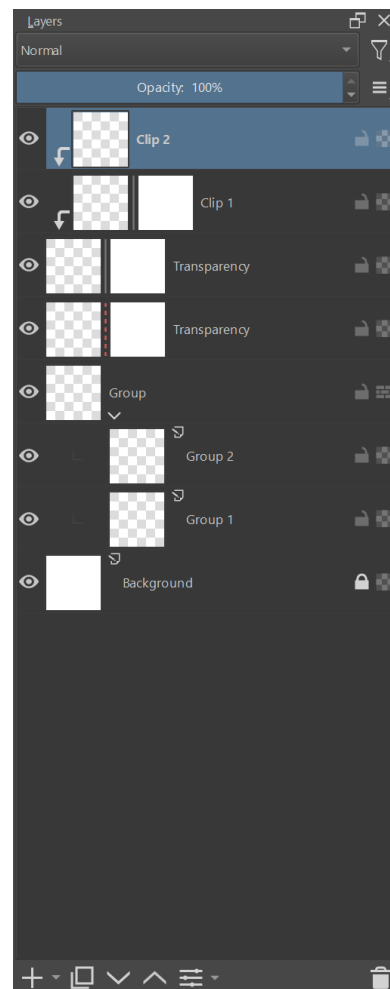 Layers
Normal
Opacity: 100%
Clip 2
Clip 1
Transparency
Transparency
Group
Group 2
Group 1
Background